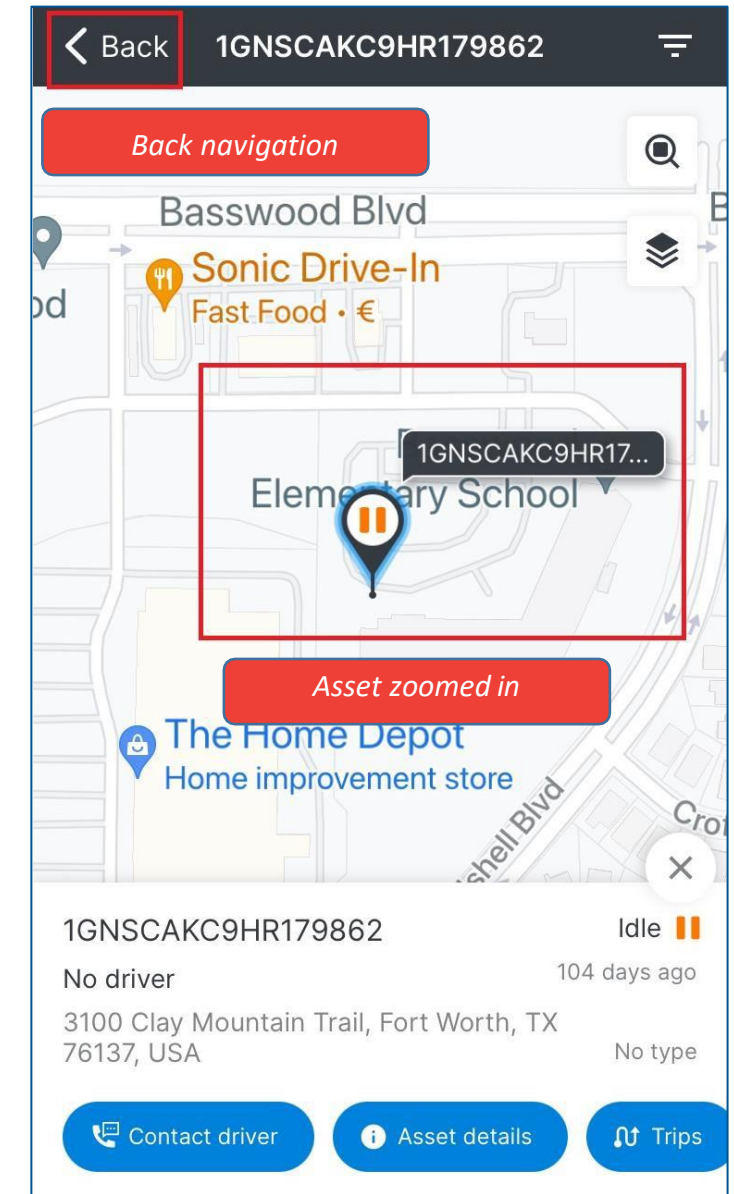 Back
1GNSCAKC9HR179862
Back navigation
Basswood Blvd
Sonic Drive-In
Fast Food • €
1GNSCAKC9HR17...
Elementary School
Asset zoomed in
The Home Depot
Home improvement store
1GNSCAKC9HR179862
Idle
No driver
104 days ago
3100 Clay Mountain Trail, Fort Worth, TX
76137, USA
No type
Contact driver
Asset details
Trips